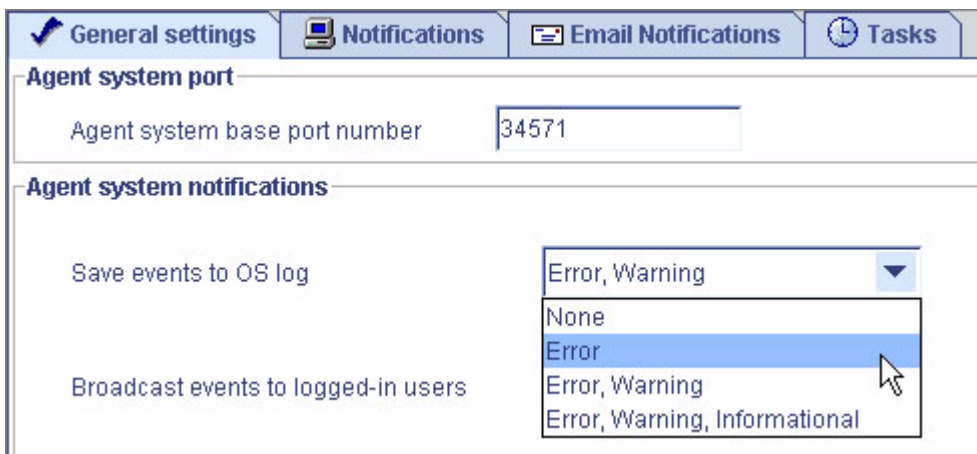 General settings Notifications Email Notifications Tasks
Agent system port
Agent system base port number 34571
Agent system notifications
Save events to OS log Error, Warning
None
Error
Broadcast events to logged-in users Error, Warning
Error, Warning, Informational